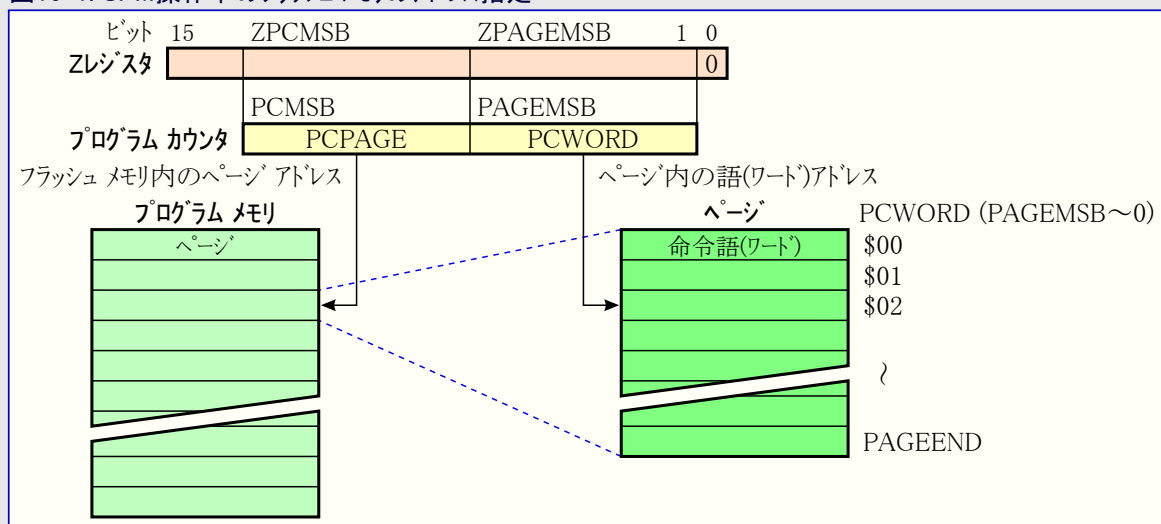 ビット 15 ZPCMSB ZPAGEMSB 1 0
Zレジスタ 0
PCMSB PAGEMSB
プログラム カウンタ PCPAGE PCWORD
フラッシュ メモリ内のページ アドレス ページ内の語(ワード)アドレス
プログラム メモリ ページ PCWORD (PAGEMSB～0)
ページ 命令語(ワード) $00
$01
$02
～
PAGEEND